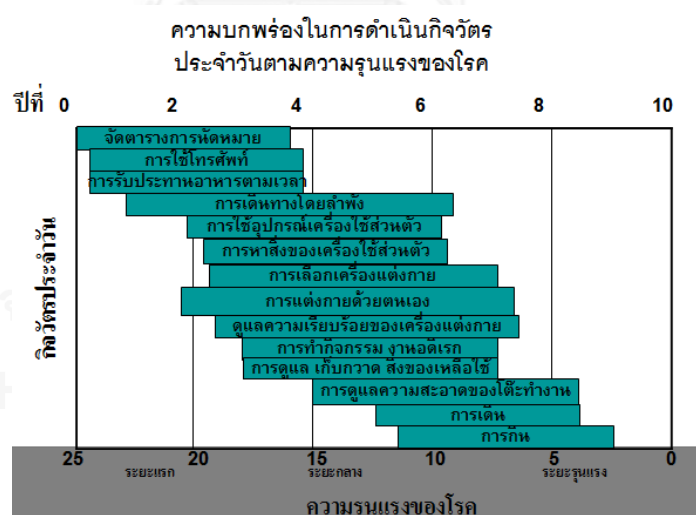 ความบกพร่องในการดำเนินกิจวัตร
ประจำวันตามความรุนแรงของโรค
ปีที่ 0 2 4 6 8 10
จัดตารางการนัดหมาย
การใช้โทรศัพท์
การรับประทานอาหารตามเวลา
การเดินทางโดยลำพัง
การใช้อุปกรณ์เครื่องใช้ส่วนตัว
การหาสิ่งของเครื่องใช้ส่วนตัว
การเลือกเครื่องแต่งกาย
การแต่งกายด้วยตนเอง
ดูแลความเรียบร้อยของเครื่องแต่งกาย
การทำกิจกรรม งานอดิเรก
การดูแล เก็บกวาด สิ่งของเหลือใช้
การดูแลความสะอาดของโต๊ะทำงาน
การเดิน
การกิน
กิจวัตรประจำวัน
25 20 15 10 5 0
ระยะแรก ระยะกลาง ระยะรุนแรง
ความรุนแรงของโรค